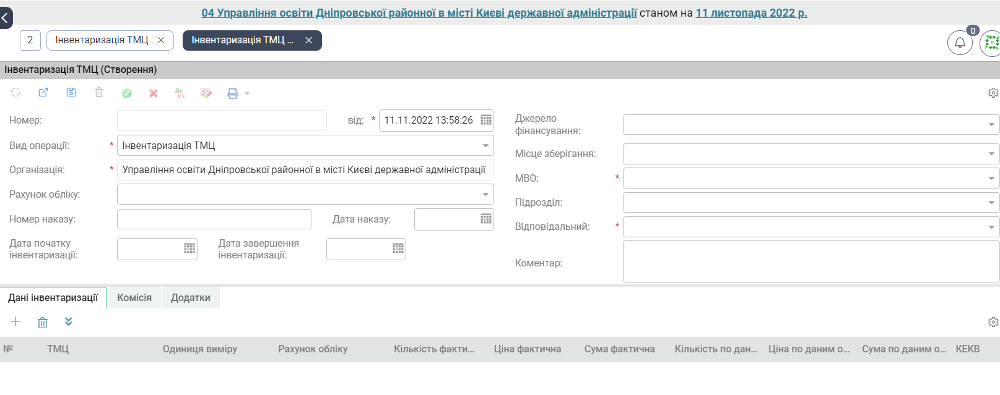 04 Управління освіти Дніпровської районної в місті Києві державної адміністрації станом на 11 листопада 2022 р.
2 Інвентаризація ТМЦ Інвентаризація ТМЦ ... 0
Інвентаризація ТМЦ (Створення)
Дт
Кт
Номер: від: * 11.11.2022 13:58:26
Вид операції: * Інвентаризація ТМЦ
Організація: * Управління освіти Дніпровської районної в місті Києві державної адміністрації
Рахунок обліку:
Номер наказу: Дата наказу:
Дата початку
інвентаризації:
Дата завершення
інвентаризації:
Джерело
фінансування:
Місце зберігання:
МВО: *
Підрозділ:
Відповідальний: *
Коментар:
Дані інвентаризації Комісія Додатки
№ ТМЦ Одиниця виміру Рахунок обліку Кількість факти... Ціна фактична Сума фактична Кількість по дан... Ціна по даним о... Сума по даним о... КЕКВ